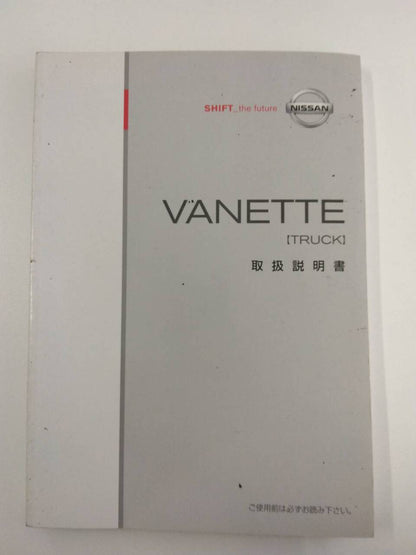 SHIFT_the future
NISSAN
VANETTE
【TRUCK】
取扱説明書
ご使用前は必ずお読み下さい。